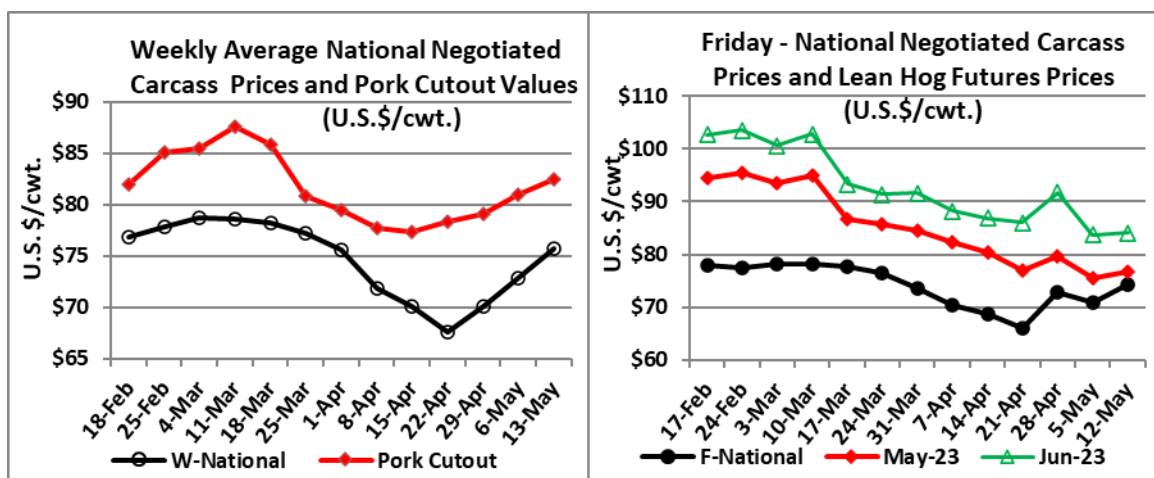 Weekly Average National Negotiated
Carcass Prices and Pork Cutout Values
(U.S.$/cwt.)
U.S. $/cwt.
$90
$85
$80
$75
$70
$65
18-Feb
25-Feb
4-Mar
11-Mar
18-Mar
25-Mar
1-Apr
8-Apr
15-Apr
22-Apr
29-Apr
6-May
13-May
W-National
Pork Cutout
Friday - National Negotiated Carcass
Prices and Lean Hog Futures Prices
(U.S.$/cwt.)
U.S. $/cwt.
$110
$100
$90
$80
$70
$60
17-Feb
24-Feb
3-Mar
10-Mar
17-Mar
24-Mar
31-Mar
7-Apr
14-Apr
21-Apr
28-Apr
5-May
12-May
F-National
May-23
Jun-23